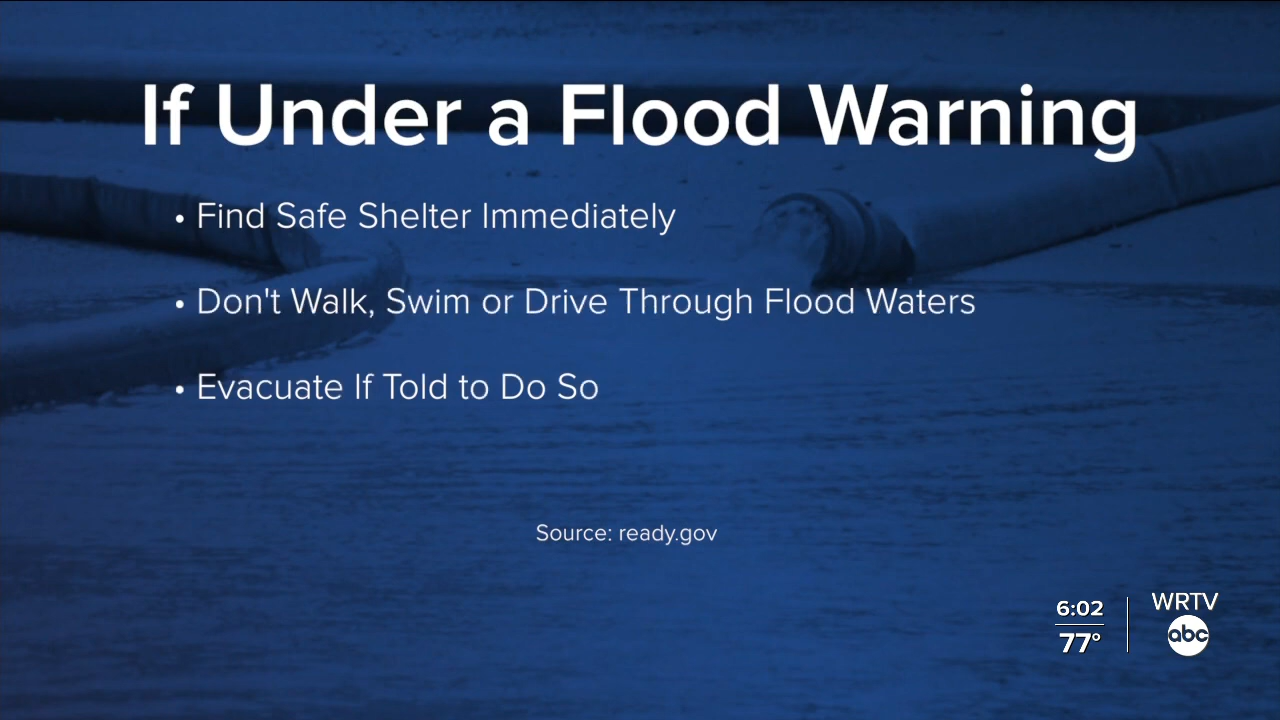 If Under a Flood Warning
• Find Safe Shelter Immediately
• Don't Walk, Swim or Drive Through Flood Waters
• Evacuate If Told to Do So
Source: ready.gov
6:02
77°
WRTV
abc